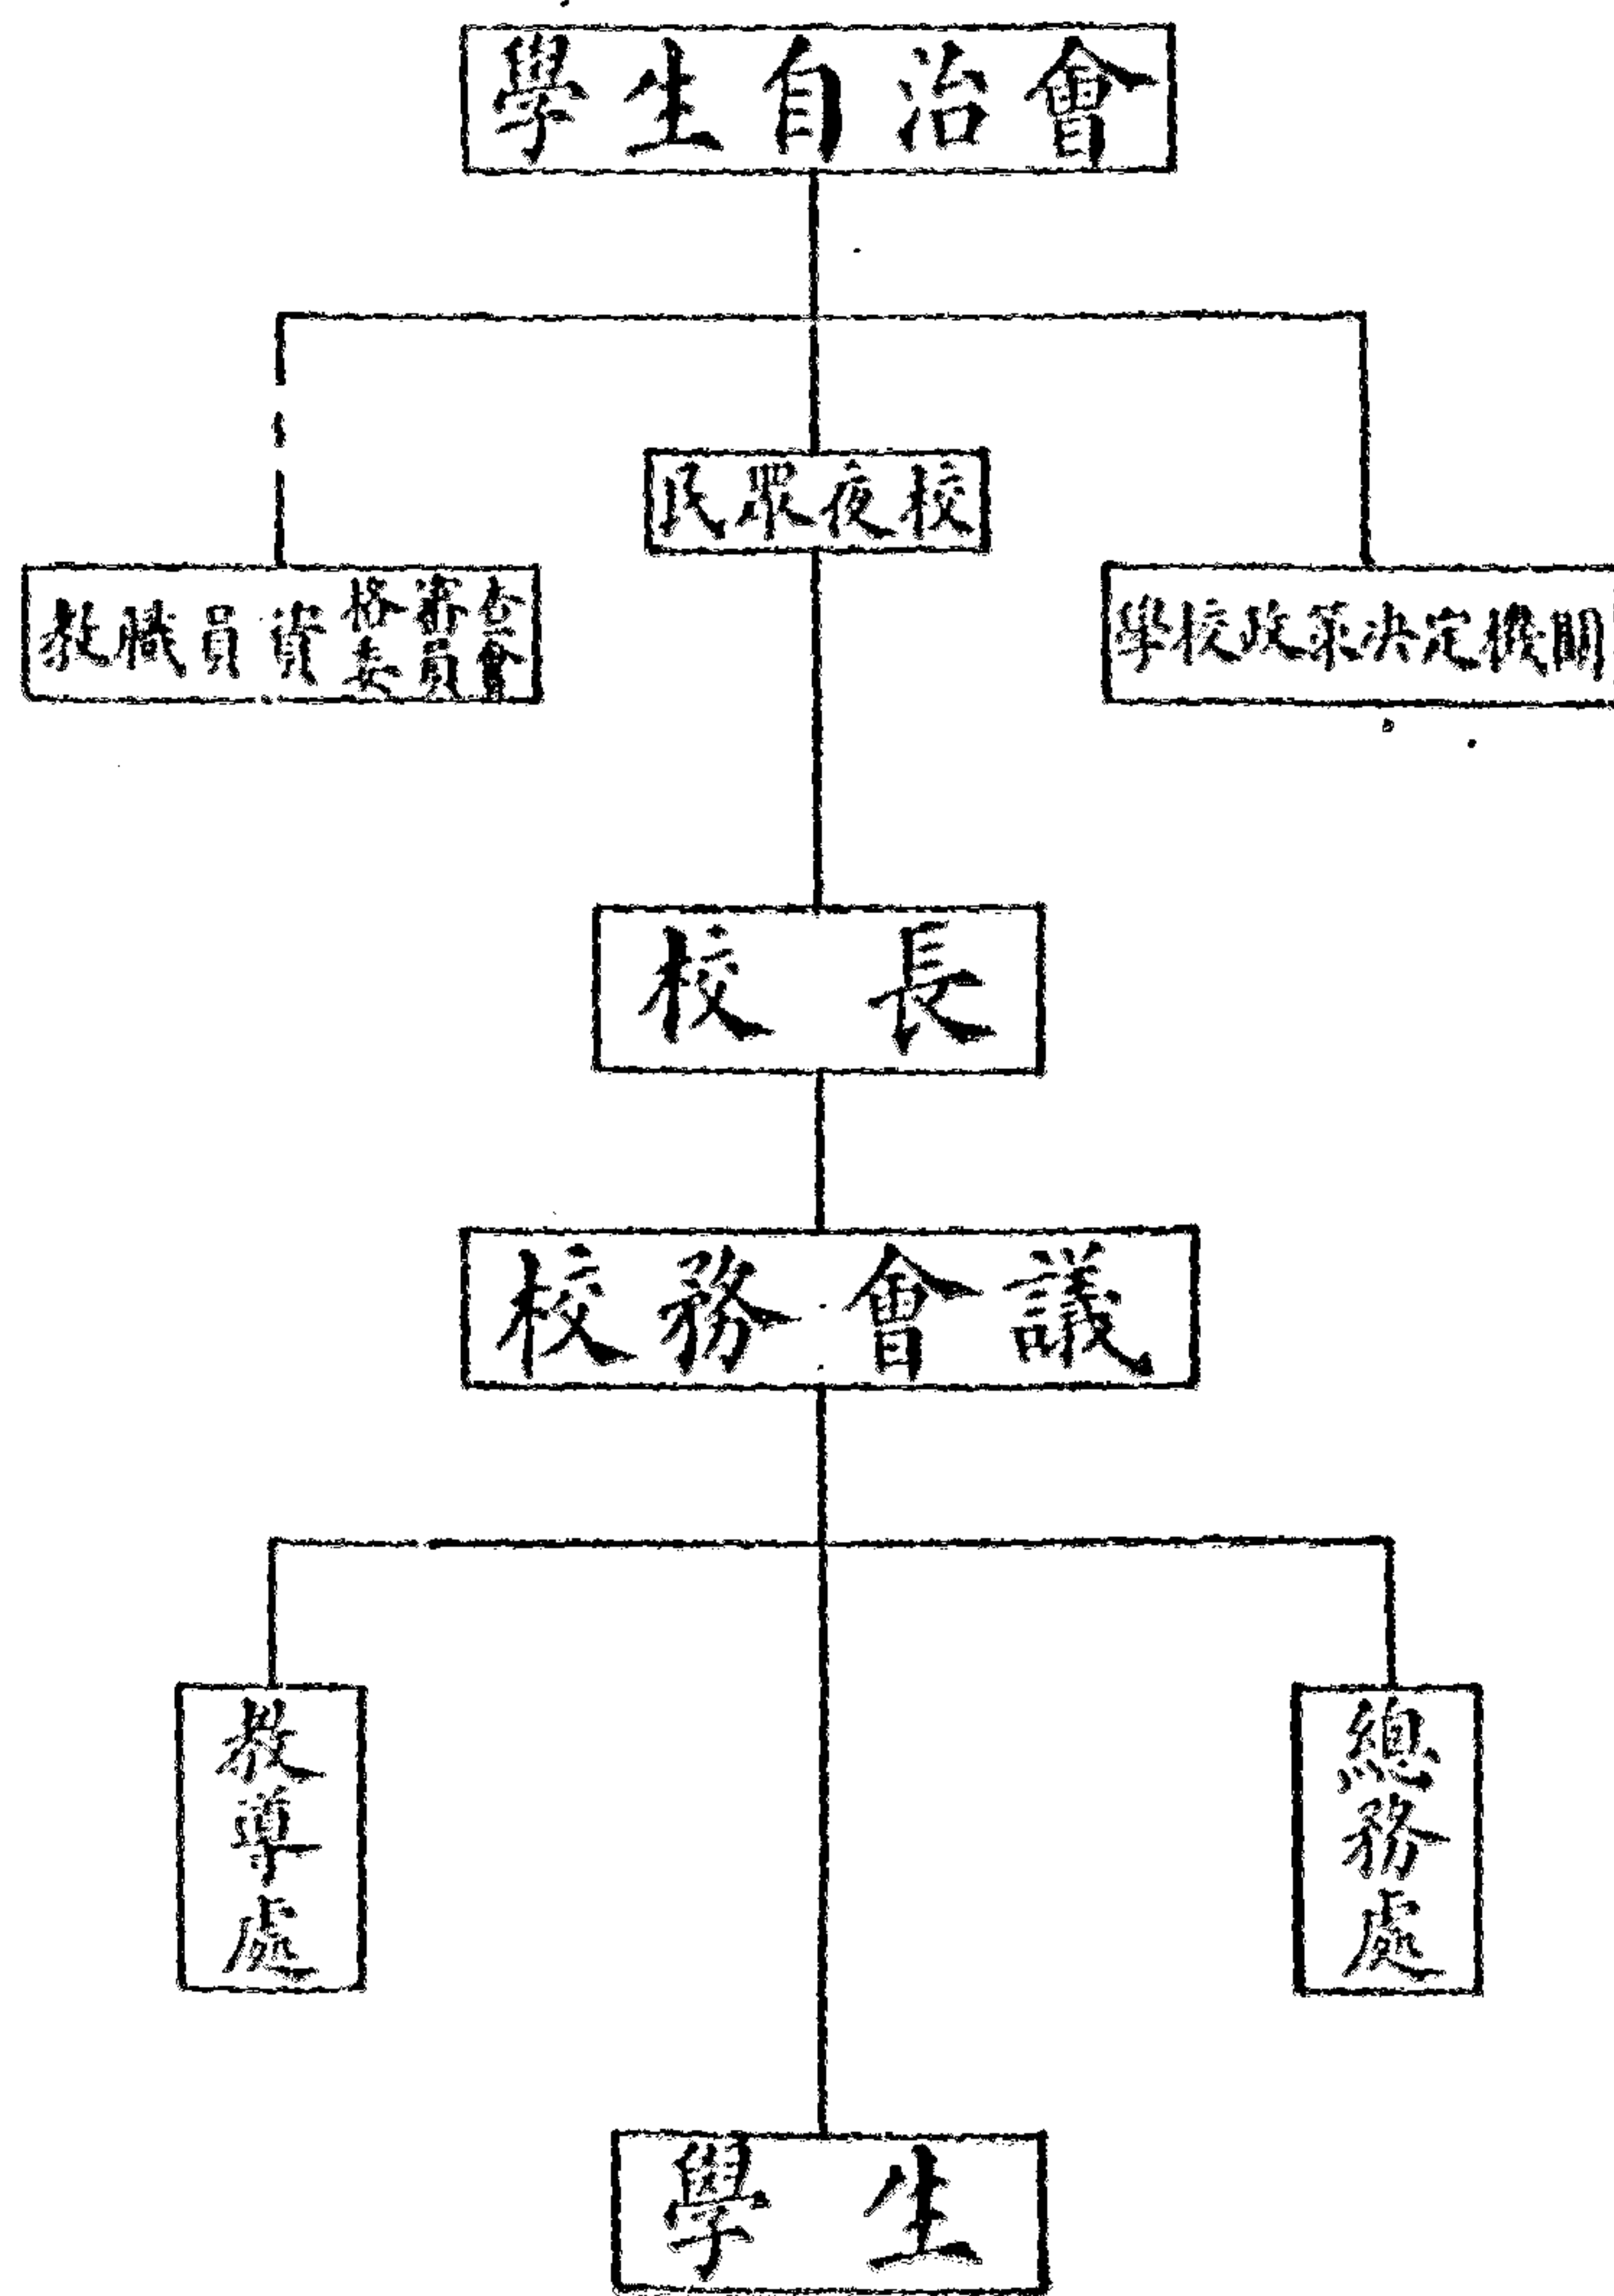 學生自治會
民眾夜校
教職員資格審查委員會
學校政策決定機關
校長
校務會議
教導處
總務處
學生